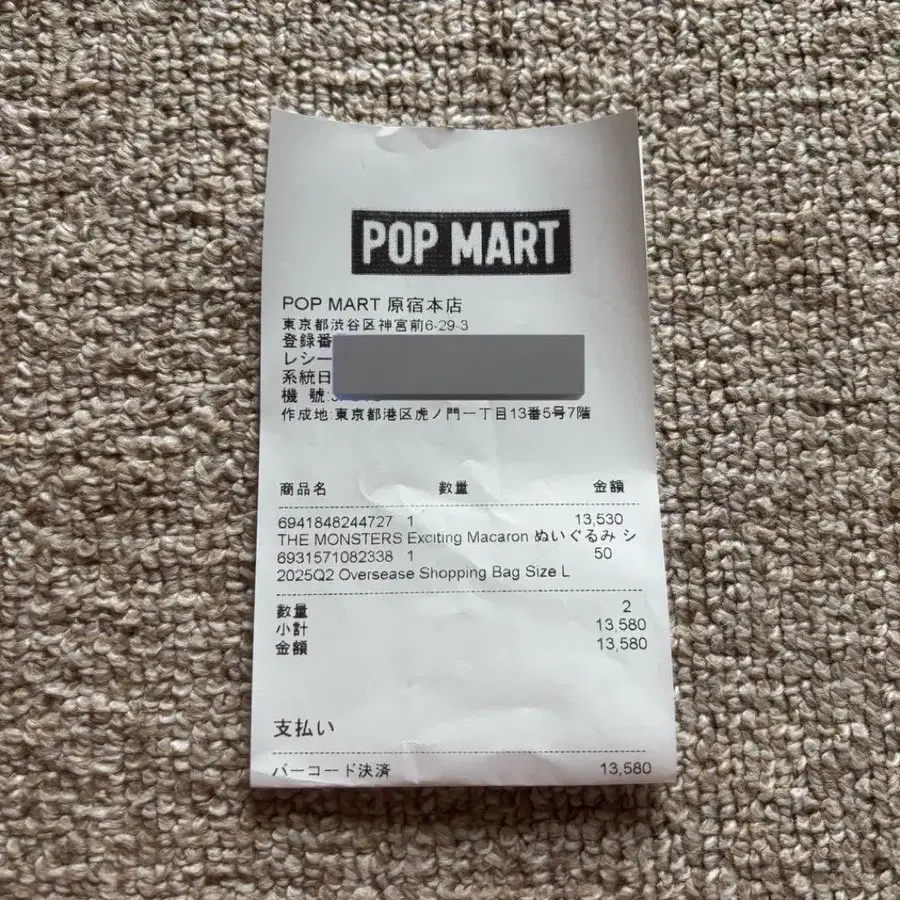 POP MART
POP MART 原宿本店
東京都渋谷区神宮前6-29-3
登録番
レシー
系統日
機 號:
作成地:東京都港区虎ノ門一丁目13番5号7階
商品名 數量 金額
6941848244727 1 13,530
THE MONSTERS Exciting Macaron ぬいぐるみ シ
6931571082338 1 50
2025Q2 Oversease Shopping Bag Size L
數量 2
小計 13,580
金額 13,580
支払い
バーコード決済 13,580